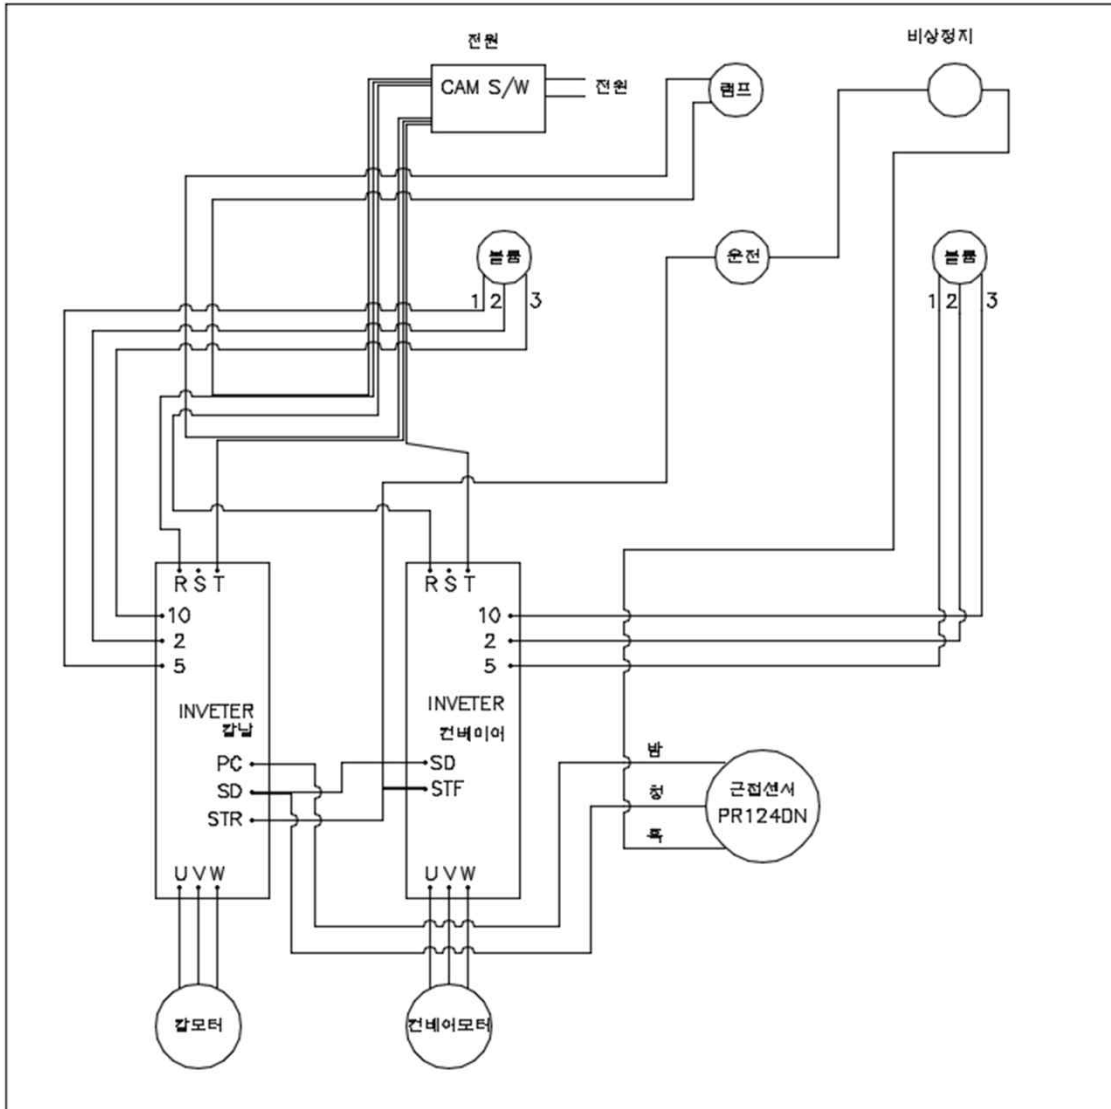 전원
비상정지
CAM S/W
전원
램프
볼륨
운전
볼륨
1 2 3
1 2 3
R S T
R S T
10
10
2
2
5
5
INVETER
칼날
INVETER
컨베이어
PC
SD
STR
SD
STF
밤
청
흑
근접센서
PR124DN
U V W
U V W
칼모터
컨베어모터